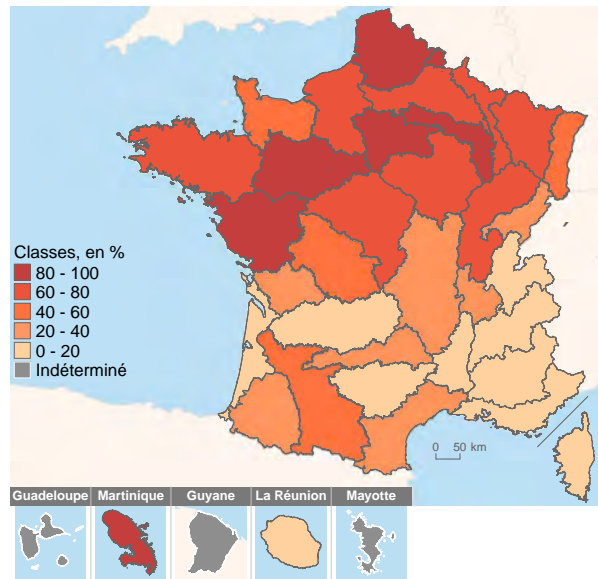 Classes, en %
80 - 100
60 - 80
40 - 60
20 - 40
0 - 20
Indéterminé
0 50 km
Guadeloupe Martinique Guyane La Réunion Mayotte